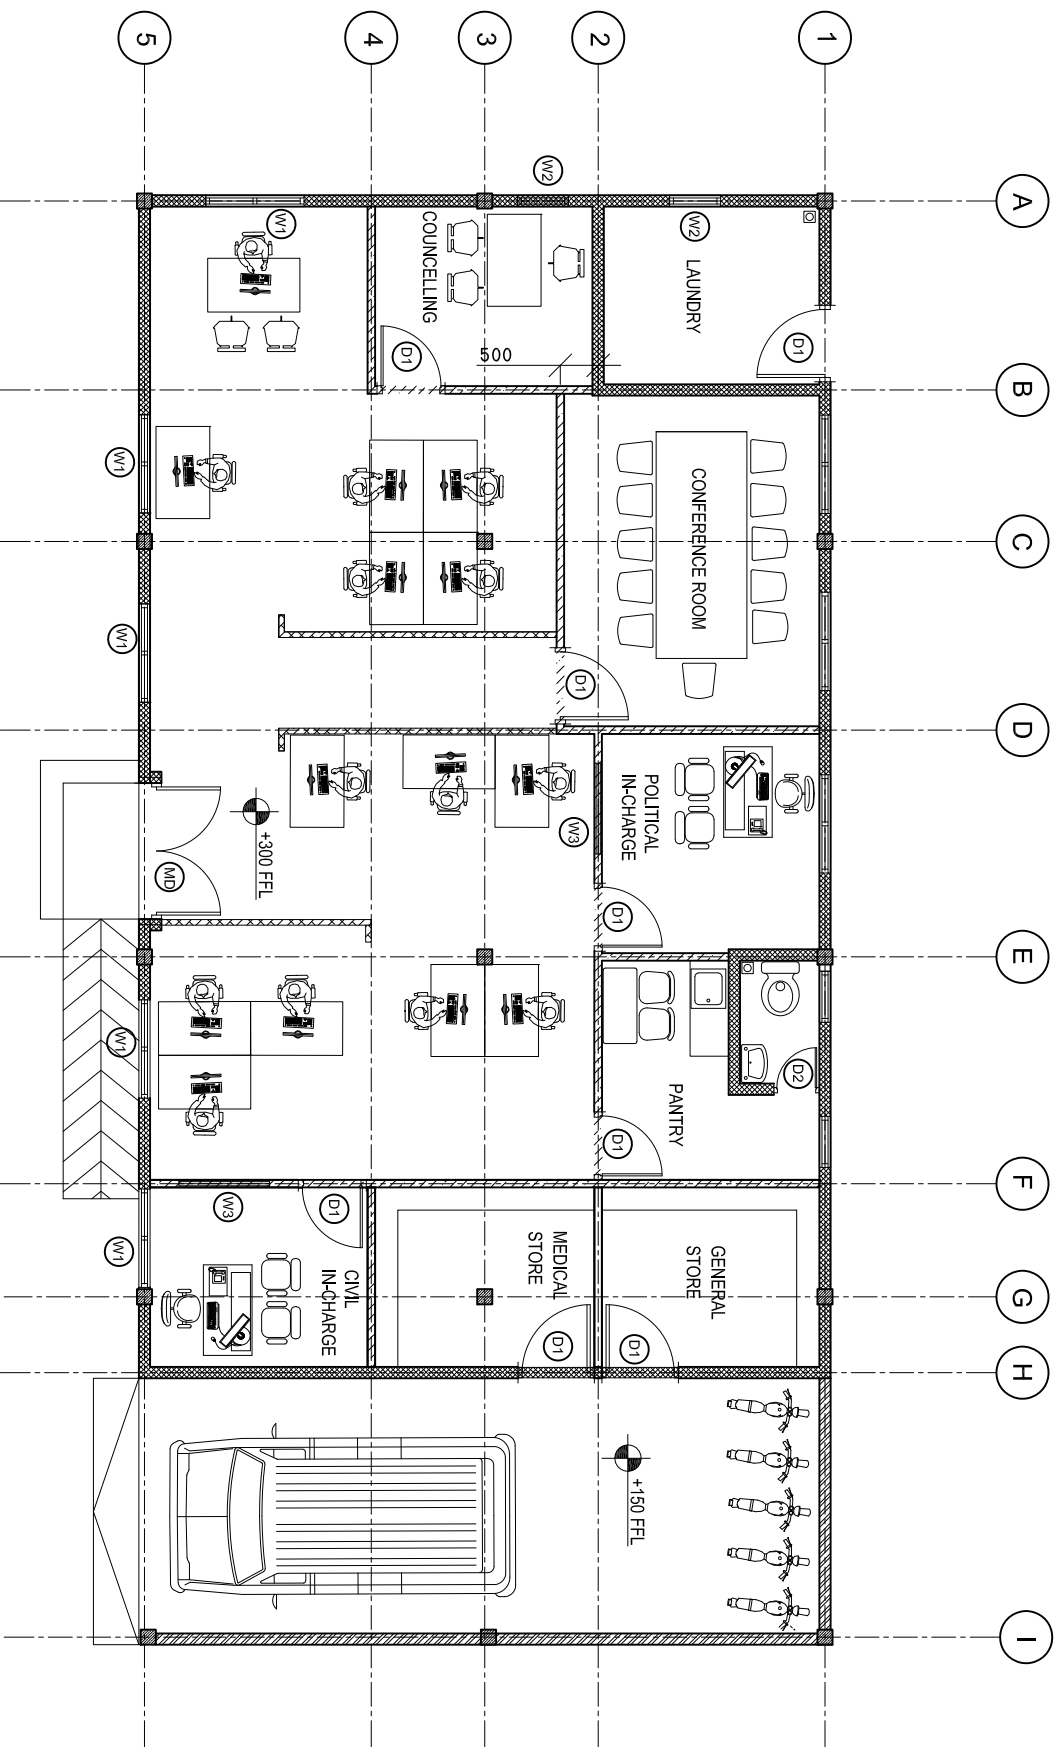 5
4
3
2
1
A
B
C
D
E
F
G
H
I
W2
W1
COUNCELLING
D1
500
W2
LAUNDRY
D1
W1
CONFERENCE ROOM
W1
D1
+300 FFL
MD
W3
POLITICAL
IN-CHARGE
D1
W1
D2
PANTRY
D1
W3
D1
W1
CIVIL
IN-CHARGE
MEDICAL
STORE
D1
GENERAL
STORE
D1
+150 FFL